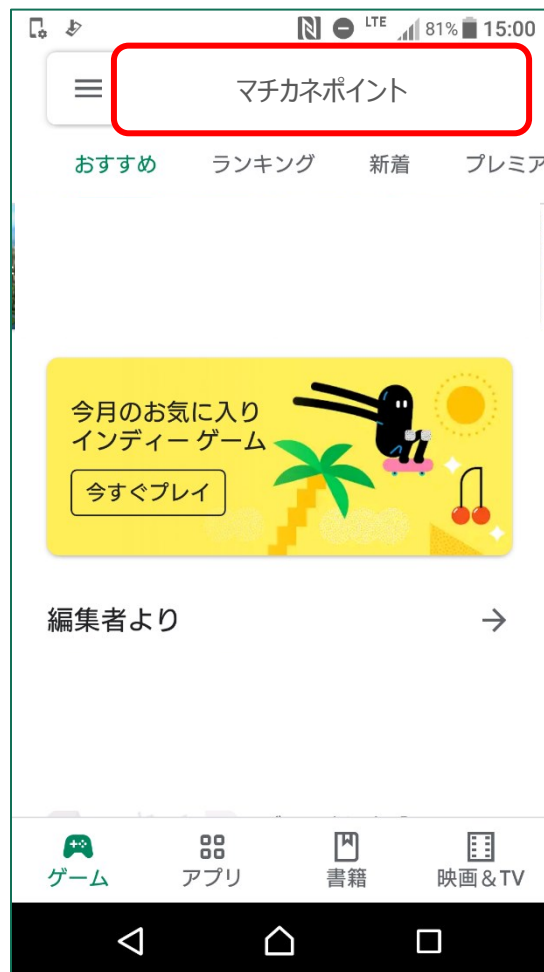 LTE 81% 15:00
マチカネポイント
おすすめ ランキング 新着 プレミア
今月のお気に入り
インディー ゲーム
今すぐプレイ
編集者より
ゲーム アプリ 書籍 映画&TV